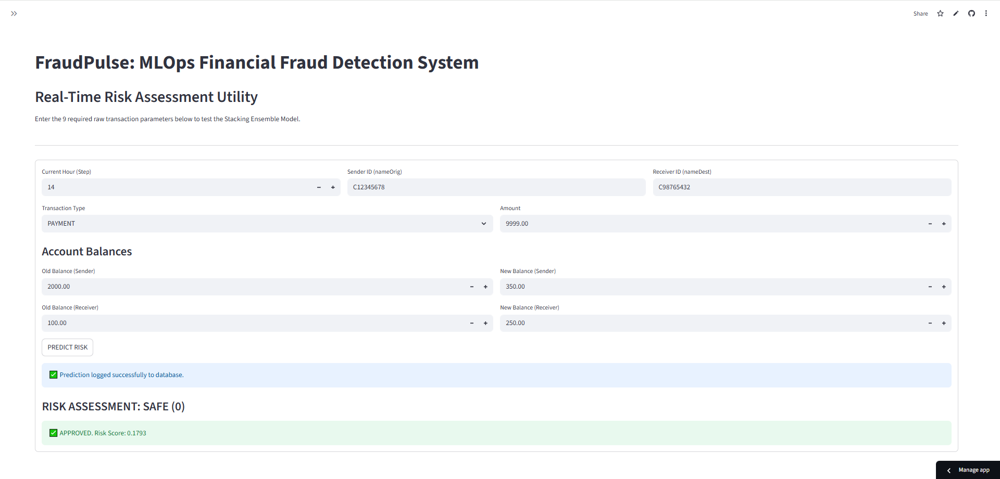 Share
FraudPulse: MLOps Financial Fraud Detection System
Real-Time Risk Assessment Utility
Enter the 9 required raw transaction parameters below to test the Stacking Ensemble Model.
Current Hour (Step) Sender ID (nameOrig) Receiver ID (nameDest)
14 C12345678 C98765432
Transaction Type Amount
PAYMENT 9999.00
Account Balances
Old Balance (Sender) New Balance (Sender)
2000.00 350.00
Old Balance (Receiver) New Balance (Receiver)
100.00 250.00
PREDICT RISK
✅ Prediction logged successfully to database.
RISK ASSESSMENT: SAFE (0)
✅ APPROVED. Risk Score: 0.1793
Manage app